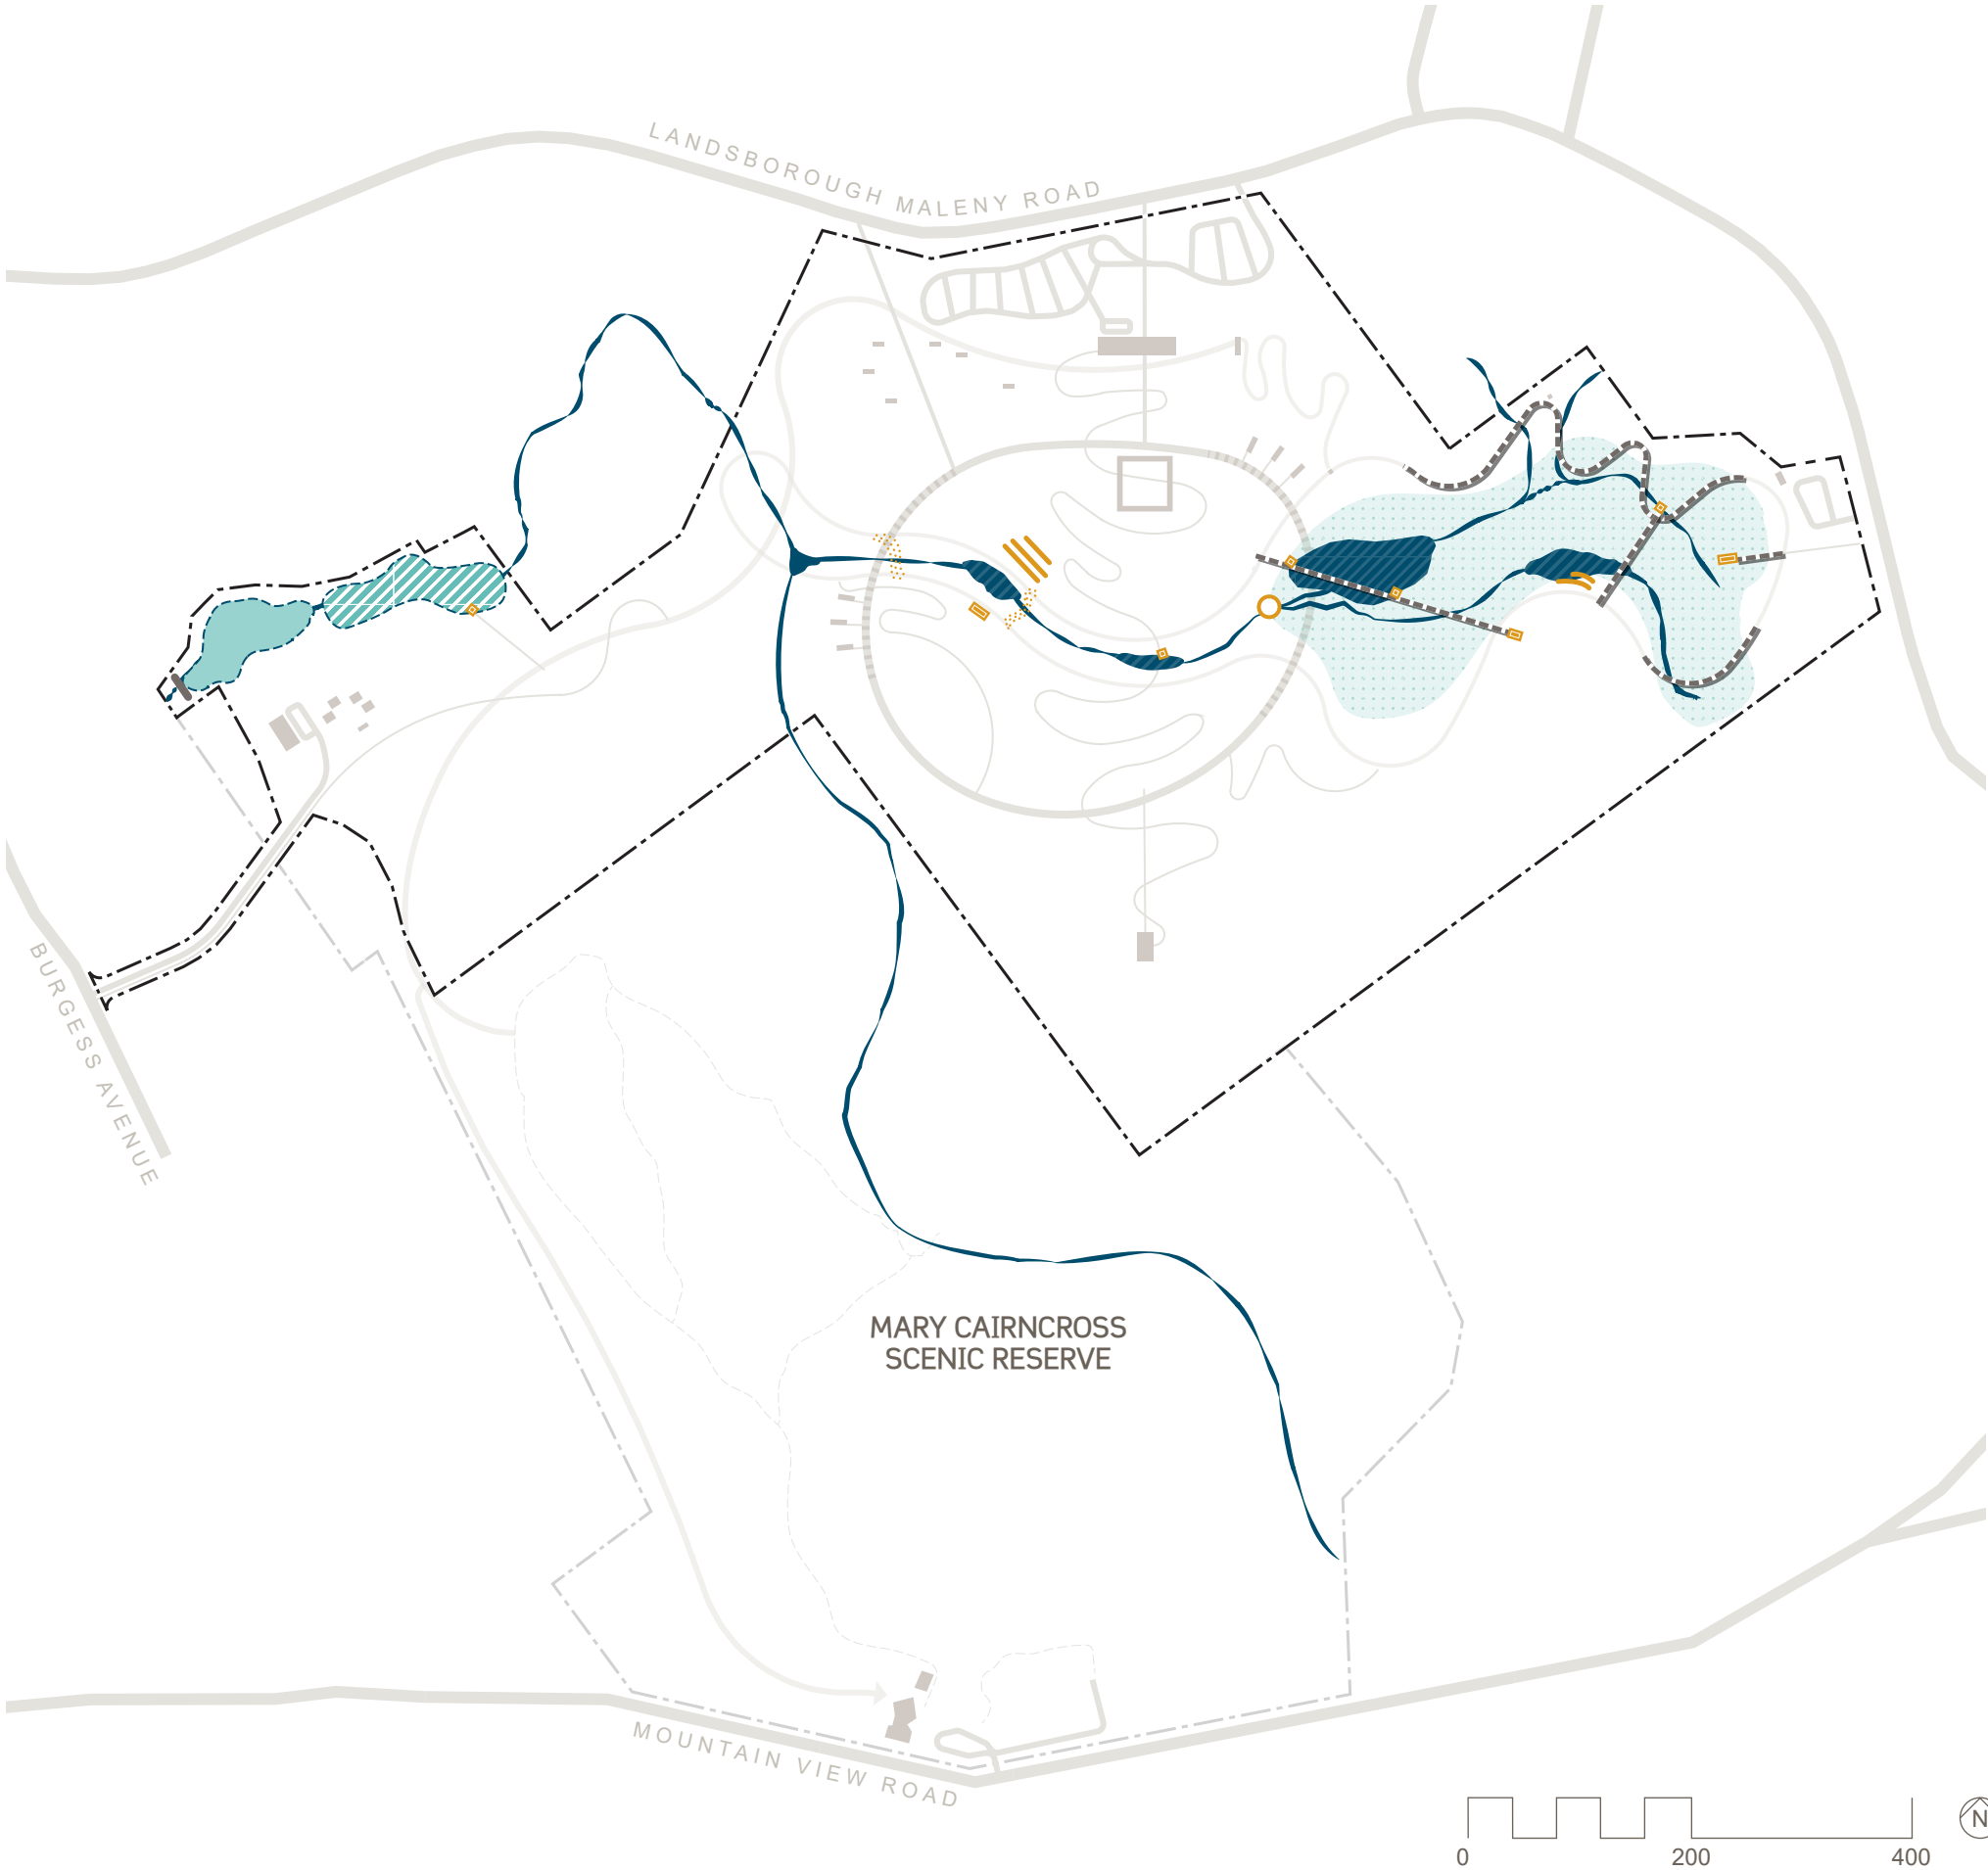 LANDSBOROUGH MALENY ROAD
BURGESS AVENUE
MARY CAIRNCROSS
SCENIC RESERVE
MOUNTAIN VIEW ROAD
N
0 200 400